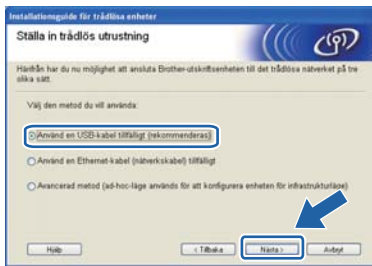 Installationsguide för trådlösa enheter
Ställa in trådlös utrustning
Härifrån har du nu möjlighet att ansluta Brother-utskriftsenheten till det trådlösa nätverket på tre
olika sätt.
Välj den metod du vill använda:
Använd en USB-kabel tillfälligt (rekommenderas)
Använd en Ethernet-kabel (nätverkskabel) tillfälligt
Avancerad metod (ad-hoc-läge används för att konfigurera enheten för infrastrukturläge)
Hjälp
< Tillbaka
Nästa >
Avbryt